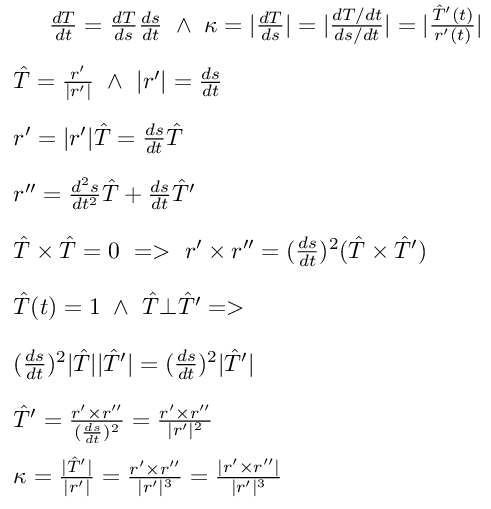 $\frac{dT}{dt} = \frac{dT}{ds}\frac{ds}{dt} \ \wedge \ \kappa = |\frac{dT}{ds}| = |\frac{dT/dt}{ds/dt}| = |\frac{\hat{T}'(t)}{r'(t)}|$
$\hat{T} = \frac{r'}{|r'|} \ \wedge \ |r'| = \frac{ds}{dt}$
$r' = |r'|\hat{T} = \frac{ds}{dt}\hat{T}$
$r'' = \frac{d^2s}{dt^2}\hat{T} + \frac{ds}{dt}\hat{T}'$
$\hat{T} \times \hat{T} = 0 \ => \ r' \times r'' = (\frac{ds}{dt})^2(\hat{T} \times \hat{T}')$
$\hat{T}(t) = 1 \ \wedge \ \hat{T} \bot \hat{T}' =>$
$(\frac{ds}{dt})^2|\hat{T}||\hat{T}'| = (\frac{ds}{dt})^2|\hat{T}'|$
$\hat{T}' = \frac{r' \times r''}{(\frac{ds}{dt})^2} = \frac{r' \times r''}{|r'|^2}$
$\kappa = \frac{|\hat{T}'|}{|r'|} = \frac{r' \times r''}{|r'|^3} = \frac{|r' \times r''|}{|r'|^3}$